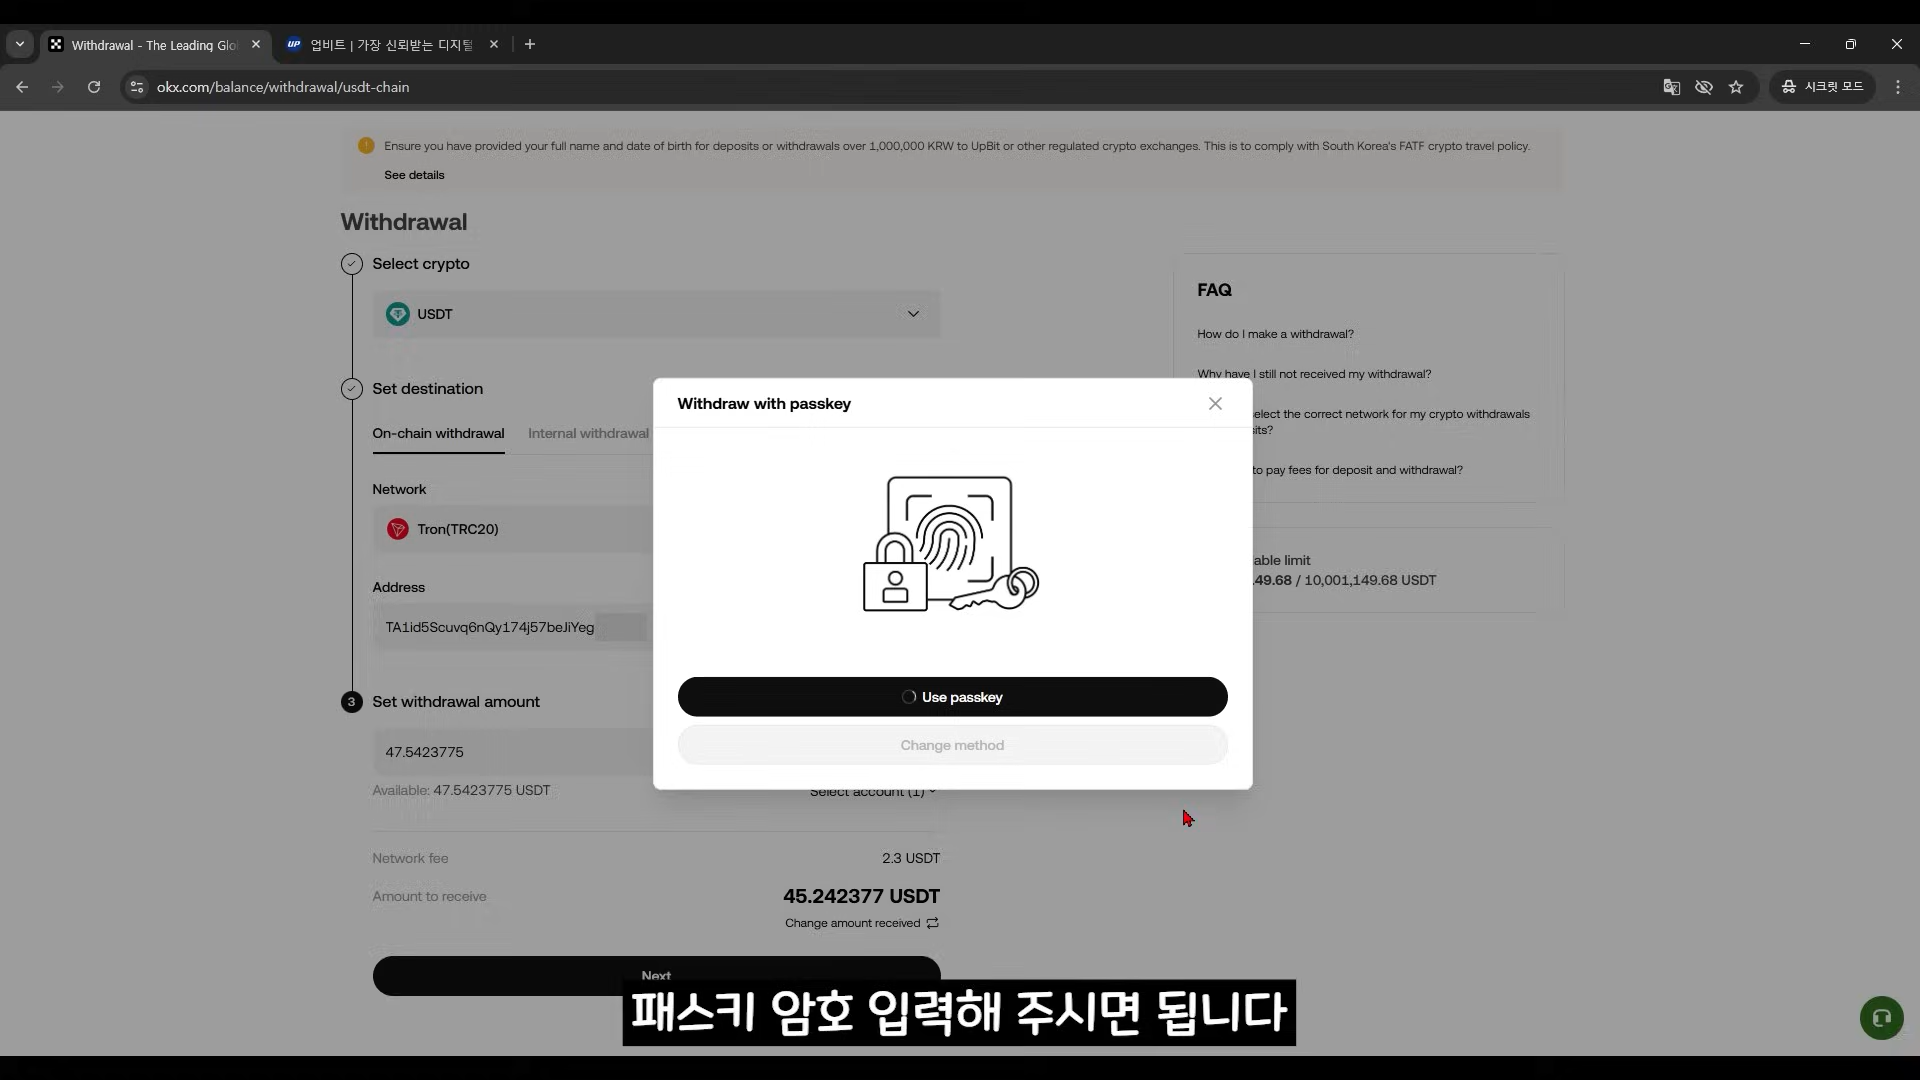 Withdrawal - The Leading Glo
UP
업비트 | 가장 신뢰받는 디지털
okx.com/balance/withdrawal/usdt-chain
시크릿 모드
Ensure you have provided your full name and date of birth for deposits or withdrawals over 1,000,000 KRW to UpBit or other regulated crypto exchanges. This is to comply with South Korea's FATF crypto travel policy.
See details
Withdrawal
Select crypto
USDT
Set destination
On-chain withdrawal
Internal withdrawal
Network
Tron(TRC20)
Address
TA1id5Scuvq6nQy174j57beJiYeg
3
Set withdrawal amount
47.5423775
Available: 47.5423775 USDT
Select account (1)
Network fee
2.3 USDT
Amount to receive
45.242377 USDT
Change amount received
Next
Withdraw with passkey
Use passkey
Change method
FAQ
How do I make a withdrawal?
Why have I still not received my withdrawal?
elect the correct network for my crypto withdrawals
its?
to pay fees for deposit and withdrawal?
able limit
49.68 / 10,001,149.68 USDT
패스키 암호 입력해 주시면 됩니다